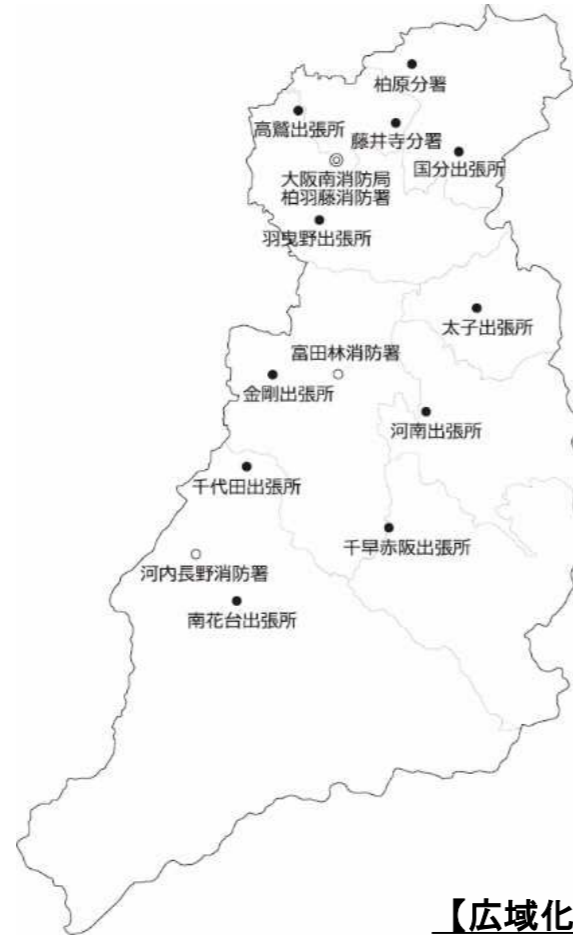 柏原分署
高鷲出張所
藤井寺分署
国分出張所
大阪南消防局
柏羽藤消防署
羽曳野出張所
太子出張所
富田林消防署
金剛出張所
河南出張所
千代田出張所
千早赤阪出張所
河内長野消防署
南花台出張所
【広域化